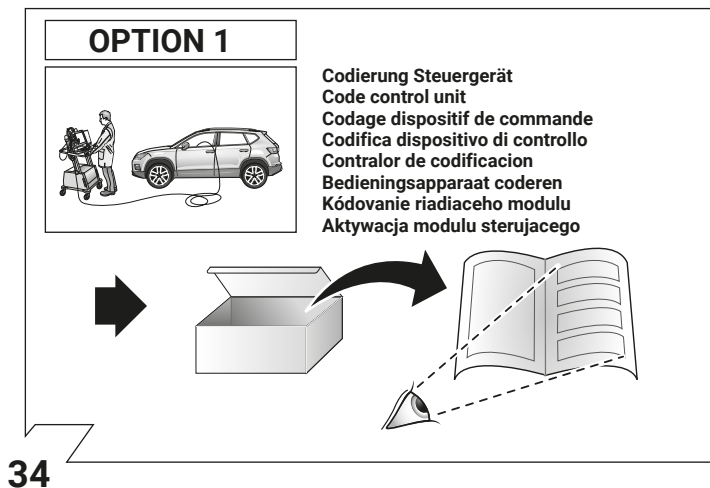 OPTION 1
Codierung Steuergerät
Code control unit
Codage dispositif de commande
Codifica dispositivo di controllo
Contralor de codificacion
Bedieningsapparaat coderen
Kódovanie riadiaceho modulu
Aktywacja modulu sterujacego
34